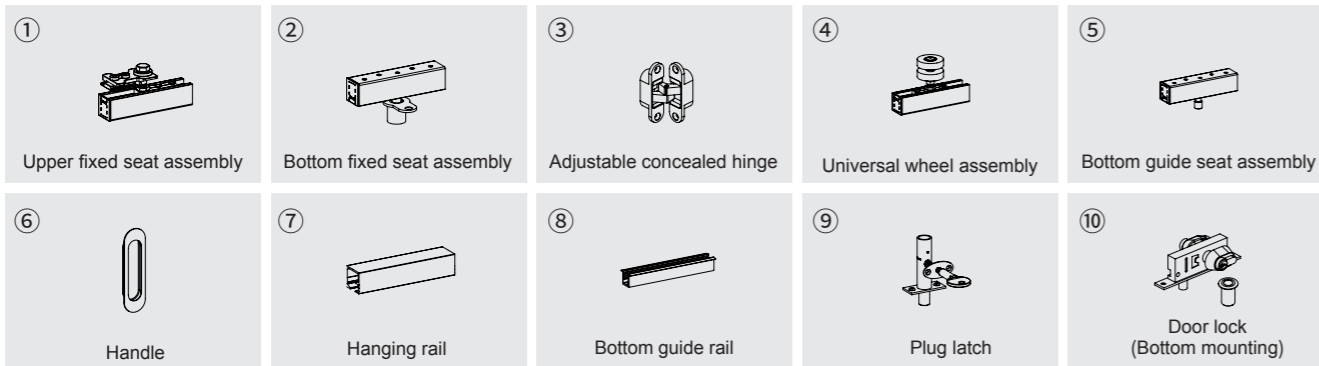 ①
Upper fixed seat assembly
②
Bottom fixed seat assembly
③
Adjustable concealed hinge
④
Universal wheel assembly
⑤
Bottom guide seat assembly
⑥
Handle
⑦
Hanging rail
⑧
Bottom guide rail
⑨
Plug latch
⑩
Door lock
(Bottom mounting)